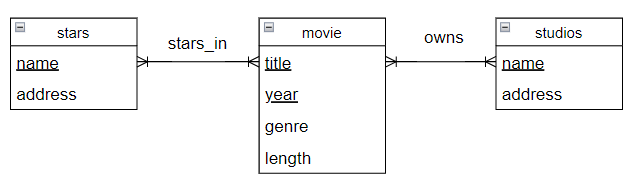 stars
name
address
stars_in
movie
title
year
genre
length
owns
studios
name
address